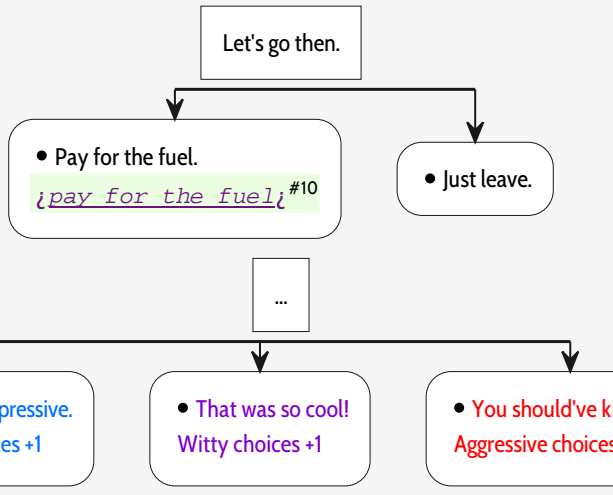 Let's go then.
• Pay for the fuel.
¿pay for the fuel¿#10
• Just leave.
...
pressive.
es +1
• That was so cool!
Witty choices +1
• You should've ki
Aggressive choices